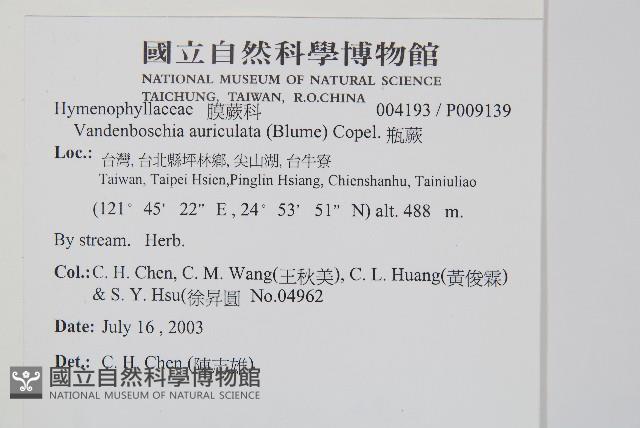 國立自然科學博物館
NATIONAL MUSEUM OF NATURAL SCIENCE
TAICHUNG, TAIWAN, R.O.CHINA
Hymenophyllaceae 膜蕨科 004193 / P009139
Vandenboschia auriculata (Blume) Copel. 瓶蕨
Loc.: 台灣, 台北縣坪林鄉, 尖山湖, 台牛寮
Taiwan, Taipei Hsien,Pinglin Hsiang, Chienshanhu, Tainiuliao
(121° 45' 22" E , 24° 53' 51" N) alt. 488 m.
By stream. Herb.
Col.: C. H. Chen, C. M. Wang(王秋美), C. L. Huang(黃俊霖)
& S. Y. Hsu(徐昇圓 No.04962
Date: July 16 , 2003
Det.: C. H. Chen (陳志雄)
國立自然科學博物館
NATIONAL MUSEUM OF NATURAL SCIENCE